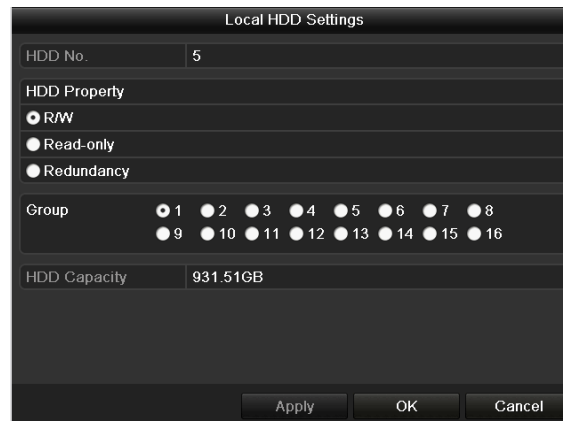 Local HDD Settings
HDD No. 5
HDD Property
R/W
Read-only
Redundancy
Group 1 2 3 4 5 6 7 8
9 10 11 12 13 14 15 16
HDD Capacity 931.51GB
Apply OK Cancel